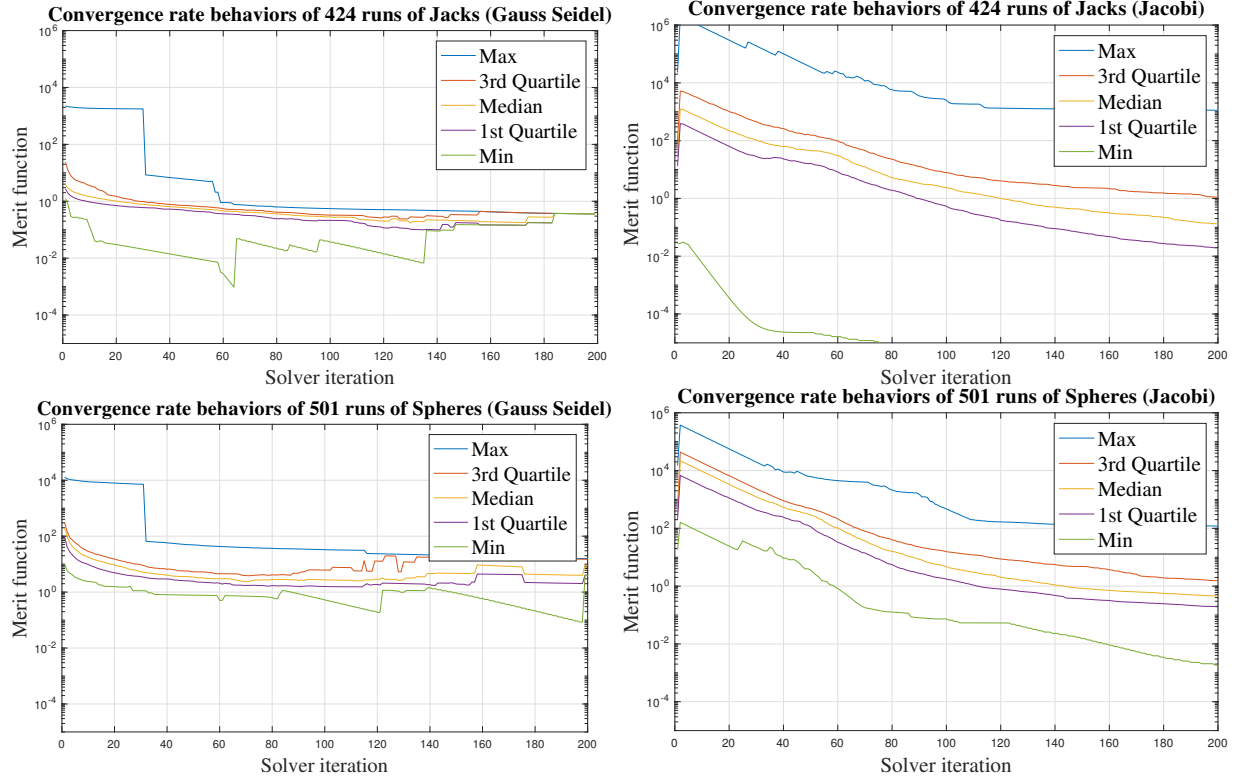 Convergence rate behaviors of 424 runs of Jacks (Gauss Seidel)
10^6
10^4
10^2
10^0
10^-2
10^-4
Merit function
Max
3rd Quartile
Median
1st Quartile
Min
0 20 40 60 80 100 120 140 160 180 200
Solver iteration
Convergence rate behaviors of 424 runs of Jacks (Jacobi)
10^6
10^4
10^2
10^0
10^-2
10^-4
Merit function
Max
3rd Quartile
Median
1st Quartile
Min
0 20 40 60 80 100 120 140 160 180 200
Solver iteration
Convergence rate behaviors of 501 runs of Spheres (Gauss Seidel)
10^6
10^4
10^2
10^0
10^-2
10^-4
Merit function
Max
3rd Quartile
Median
1st Quartile
Min
0 20 40 60 80 100 120 140 160 180 200
Solver iteration
Convergence rate behaviors of 501 runs of Spheres (Jacobi)
10^6
10^4
10^2
10^0
10^-2
10^-4
Merit function
Max
3rd Quartile
Median
1st Quartile
Min
0 20 40 60 80 100 120 140 160 180 200
Solver iteration